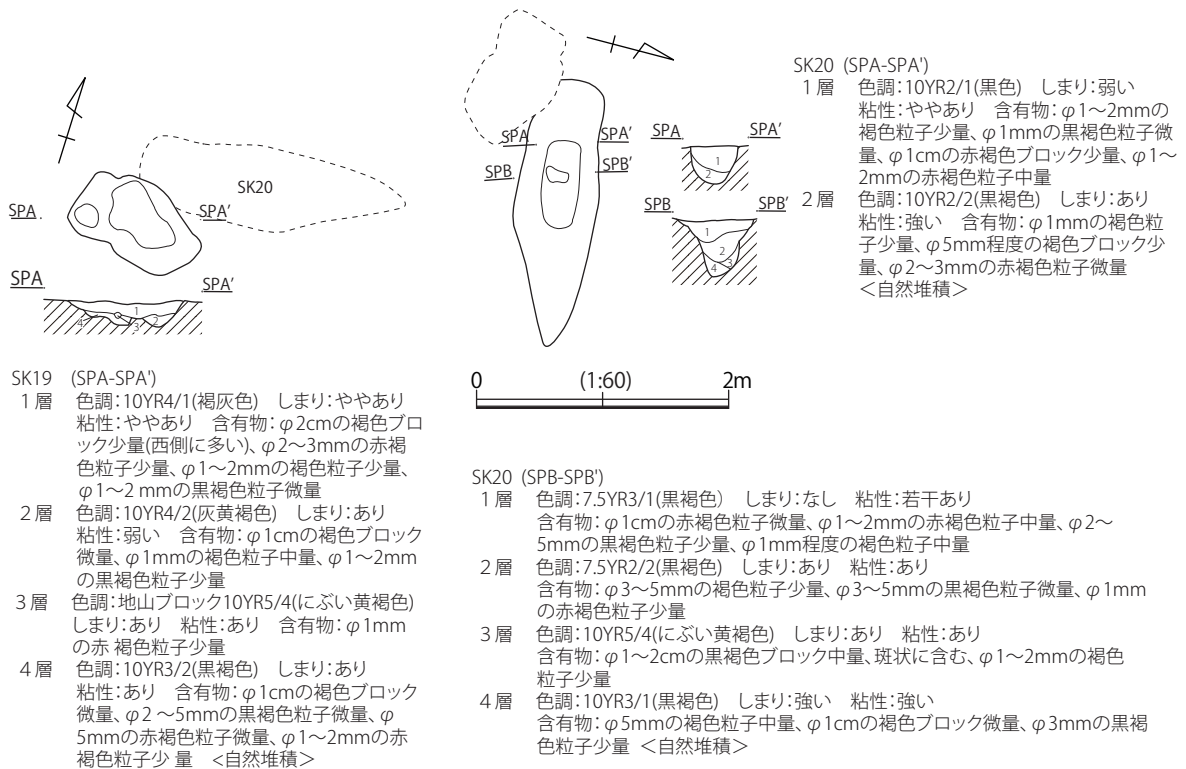 SK20
SPA
SPA'
SPA
SPA'
1
2
3
4
SK19 (SPA-SPA')
1層 色調：10YR4/1(褐灰色) しまり：ややあり
粘性：ややあり 含有物：φ2cmの褐色ブロ
ック少量(西側に多い)、φ2～3mmの赤褐
色粒子少量、φ1～2mmの褐色粒子少量、
φ1～2 mmの黒褐色粒子微量
2層 色調：10YR4/2(灰黄褐色) しまり：あり
粘性：弱い 含有物：φ1cmの褐色ブロック
微量、φ1mmの褐色粒子中量、φ1～2mm
の黒褐色粒子少量
3層 色調：地山ブロック10YR5/4(にぶい黄褐色)
しまり：あり 粘性：あり 含有物：φ1mm
の赤 褐色粒子少量
4層 色調：10YR3/2(黒褐色) しまり：あり
粘性：あり 含有物：φ1cmの褐色ブロック
微量、φ2 ～5mmの黒褐色粒子微量、φ
5mmの赤褐色粒子微量、φ1～2mmの赤
褐色粒子少 量 ＜自然堆積＞
SPA
SPA'
SPB
SPB'
SPA
SPA'
1
2
SPB
SPB'
1
2
3
4
0 (1:60) 2m
SK20 (SPA-SPA')
1層 色調：10YR2/1(黒色) しまり：弱い
粘性：ややあり 含有物：φ1～2mmの
褐色粒子少量、φ1mmの黒褐色粒子微
量、φ1cmの赤褐色ブロック少量、φ1～
2mmの赤褐色粒子中量
2層 色調：10YR2/2(黒褐色) しまり：あり
粘性：強い 含有物：φ1mmの褐色粒
子少量、φ5mm程度の褐色ブロック少
量、φ2～3mmの赤褐色粒子微量
＜自然堆積＞
SK20 (SPB-SPB')
1層 色調：7.5YR3/1(黒褐色） しまり：なし 粘性：若干あり
含有物：φ1cmの赤褐色粒子微量、φ1～2mmの赤褐色粒子中量、φ2～
5mmの黒褐色粒子少量、φ1mm程度の褐色粒子中量
2層 色調：7.5YR2/2(黒褐色) しまり：あり 粘性：あり
含有物：φ3～5mmの褐色粒子少量、φ3～5mmの黒褐色粒子微量、φ1mm
の赤褐色粒子少量
3層 色調：10YR5/4(にぶい黄褐色) しまり：あり 粘性：あり
含有物：φ1～2cmの黒褐色ブロック中量、斑状に含む、φ1～2mmの褐色
粒子少量
4層 色調：10YR3/1(黒褐色) しまり：強い 粘性：強い
含有物：φ5mmの褐色粒子中量、φ1cmの褐色ブロック微量、φ3mmの黒褐
色粒子少量 ＜自然堆積＞